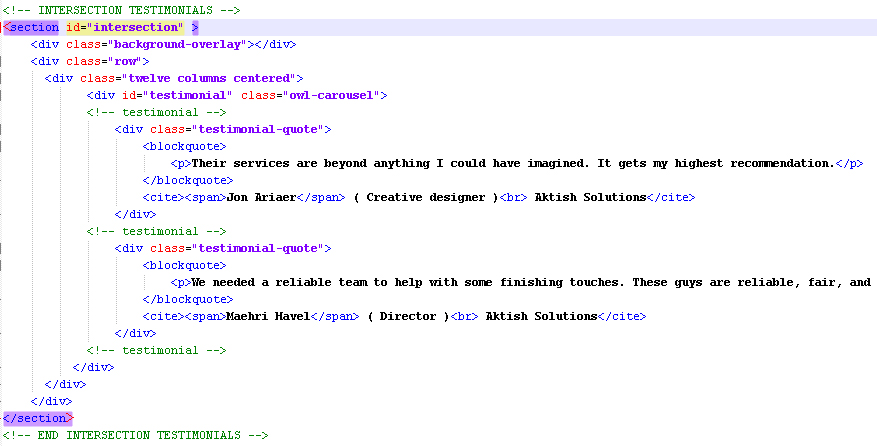 <!-- INTERSECTION TESTIMONIALS -->
<section id="intersection" >
<div class="background-overlay"></div>
<div class="row">
<div class="twelve columns centered">
<div id="testimonial" class="owl-carousel">
<!-- testimonial -->
<div class="testimonial-quote">
<blockquote>
<p>Their services are beyond anything I could have imagined. It gets my highest recommendation.</p>
</blockquote>
<cite><span>Jon Ariaer</span> ( Creative designer )<br> Aktish Solutions</cite>
</div>
<!-- testimonial -->
<div class="testimonial-quote">
<blockquote>
<p>We needed a reliable team to help with some finishing touches. These guys are reliable, fair, and
</blockquote>
<cite><span>Maehri Havel</span> ( Director )<br> Aktish Solutions</cite>
</div>
<!-- testimonial -->
</div>
</div>
</div>
</section>
<!-- END INTERSECTION TESTIMONIALS -->